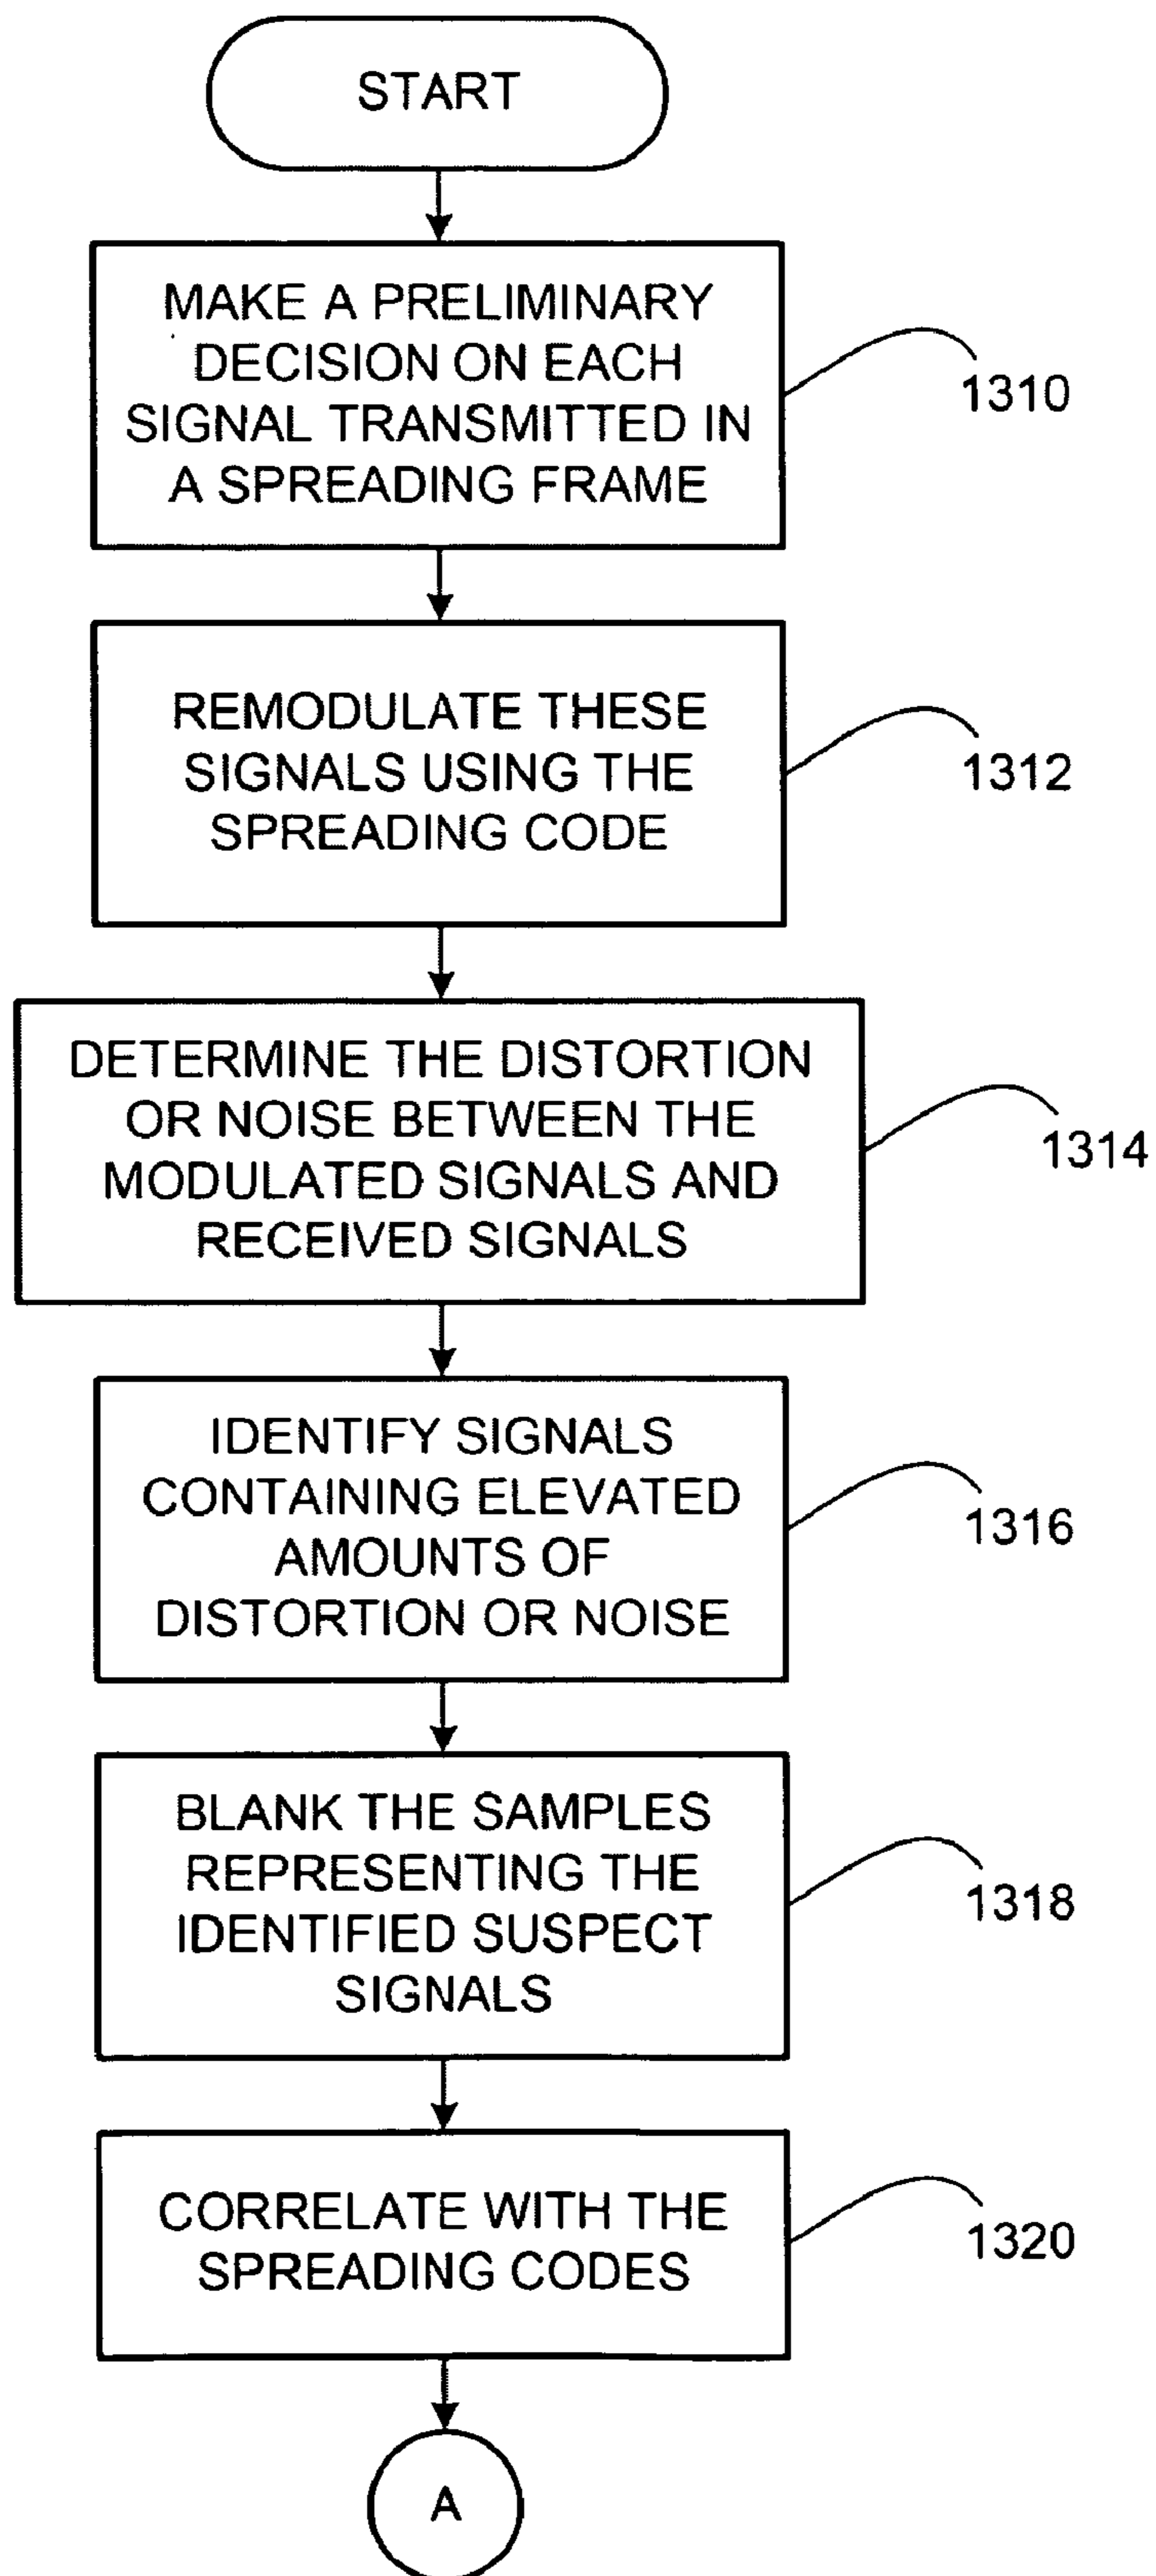 START
MAKE A PRELIMINARY
DECISION ON EACH
SIGNAL TRANSMITTED IN
A SPREADING FRAME
1310
REMODULATE THESE
SIGNALS USING THE
SPREADING CODE
1312
DETERMINE THE DISTORTION
OR NOISE BETWEEN THE
MODULATED SIGNALS AND
RECEIVED SIGNALS
1314
IDENTIFY SIGNALS
CONTAINING ELEVATED
AMOUNTS OF
DISTORTION OR NOISE
1316
BLANK THE SAMPLES
REPRESENTING THE
IDENTIFIED SUSPECT
SIGNALS
1318
CORRELATE WITH THE
SPREADING CODES
1320
A